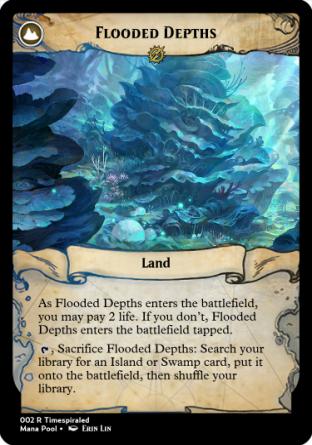 FLOODED DEPTHS
Land
As Flooded Depths enters the battlefield,
you may pay 2 life. If you don't, Flooded
Depths enters the battlefield tapped.
, Sacrifice Flooded Depths: Search your
library for an Island or Swamp card, put it
onto the battlefield, then shuffle your
library.
002 R Timespiraled
Mana Pool • ERIN LIN